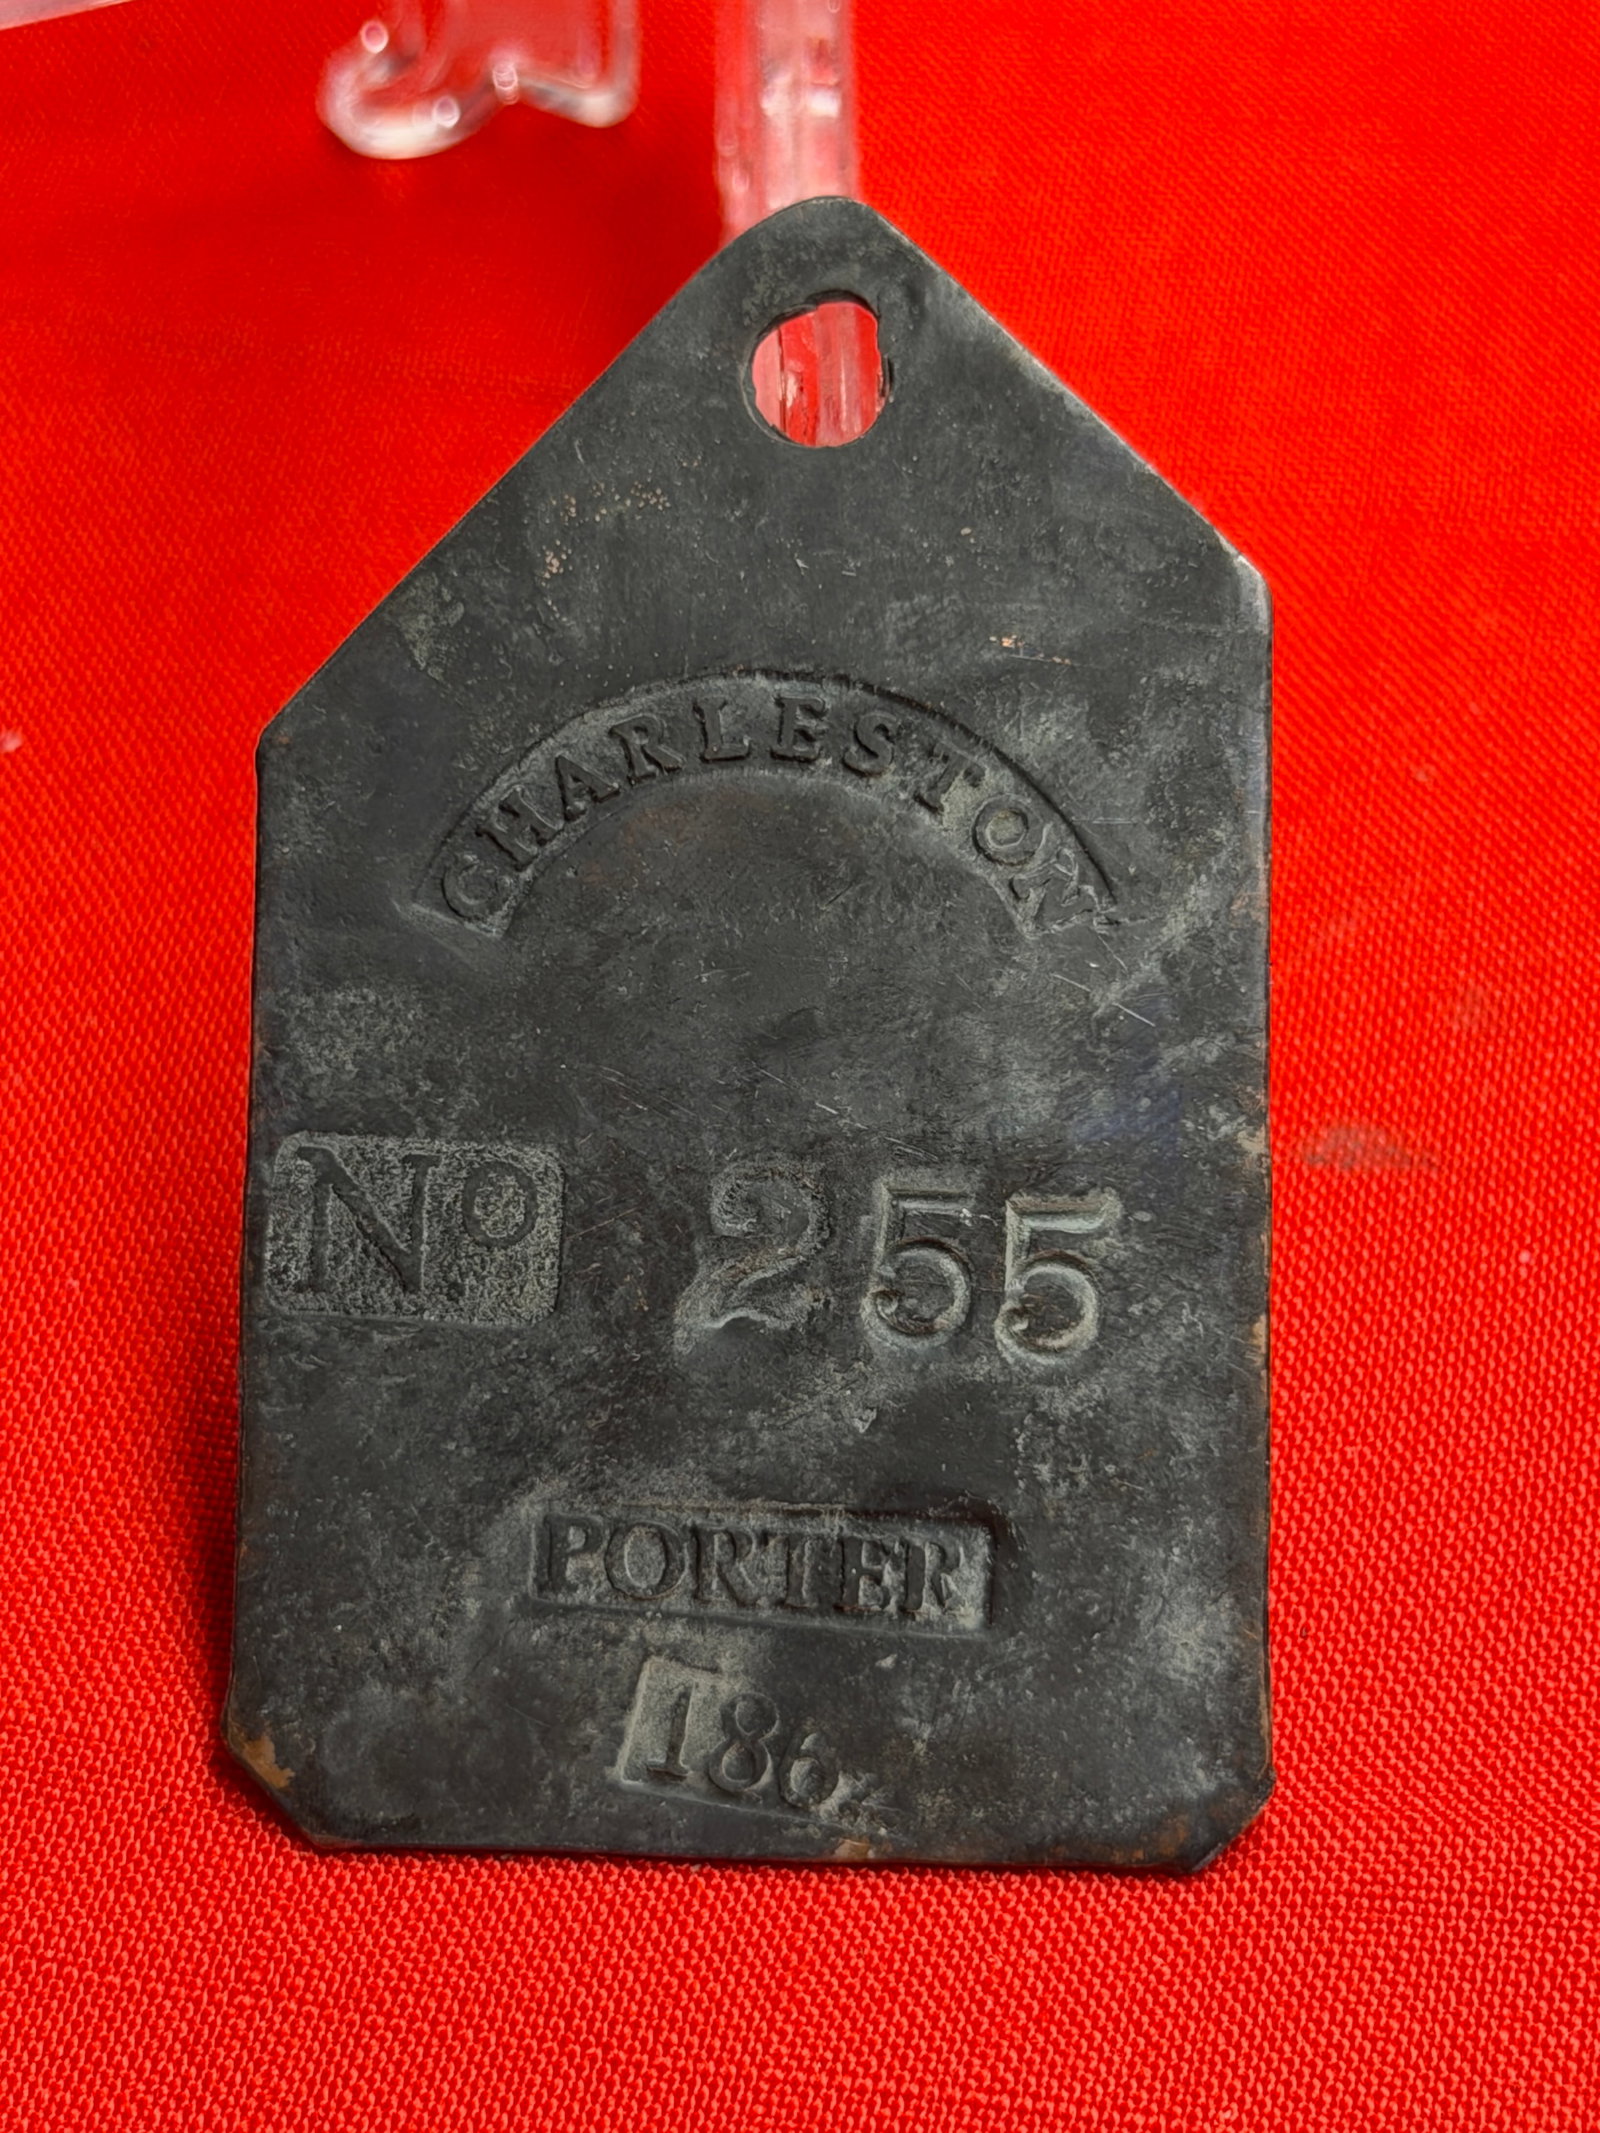 CHARLESTON
No 255
PORTER
186